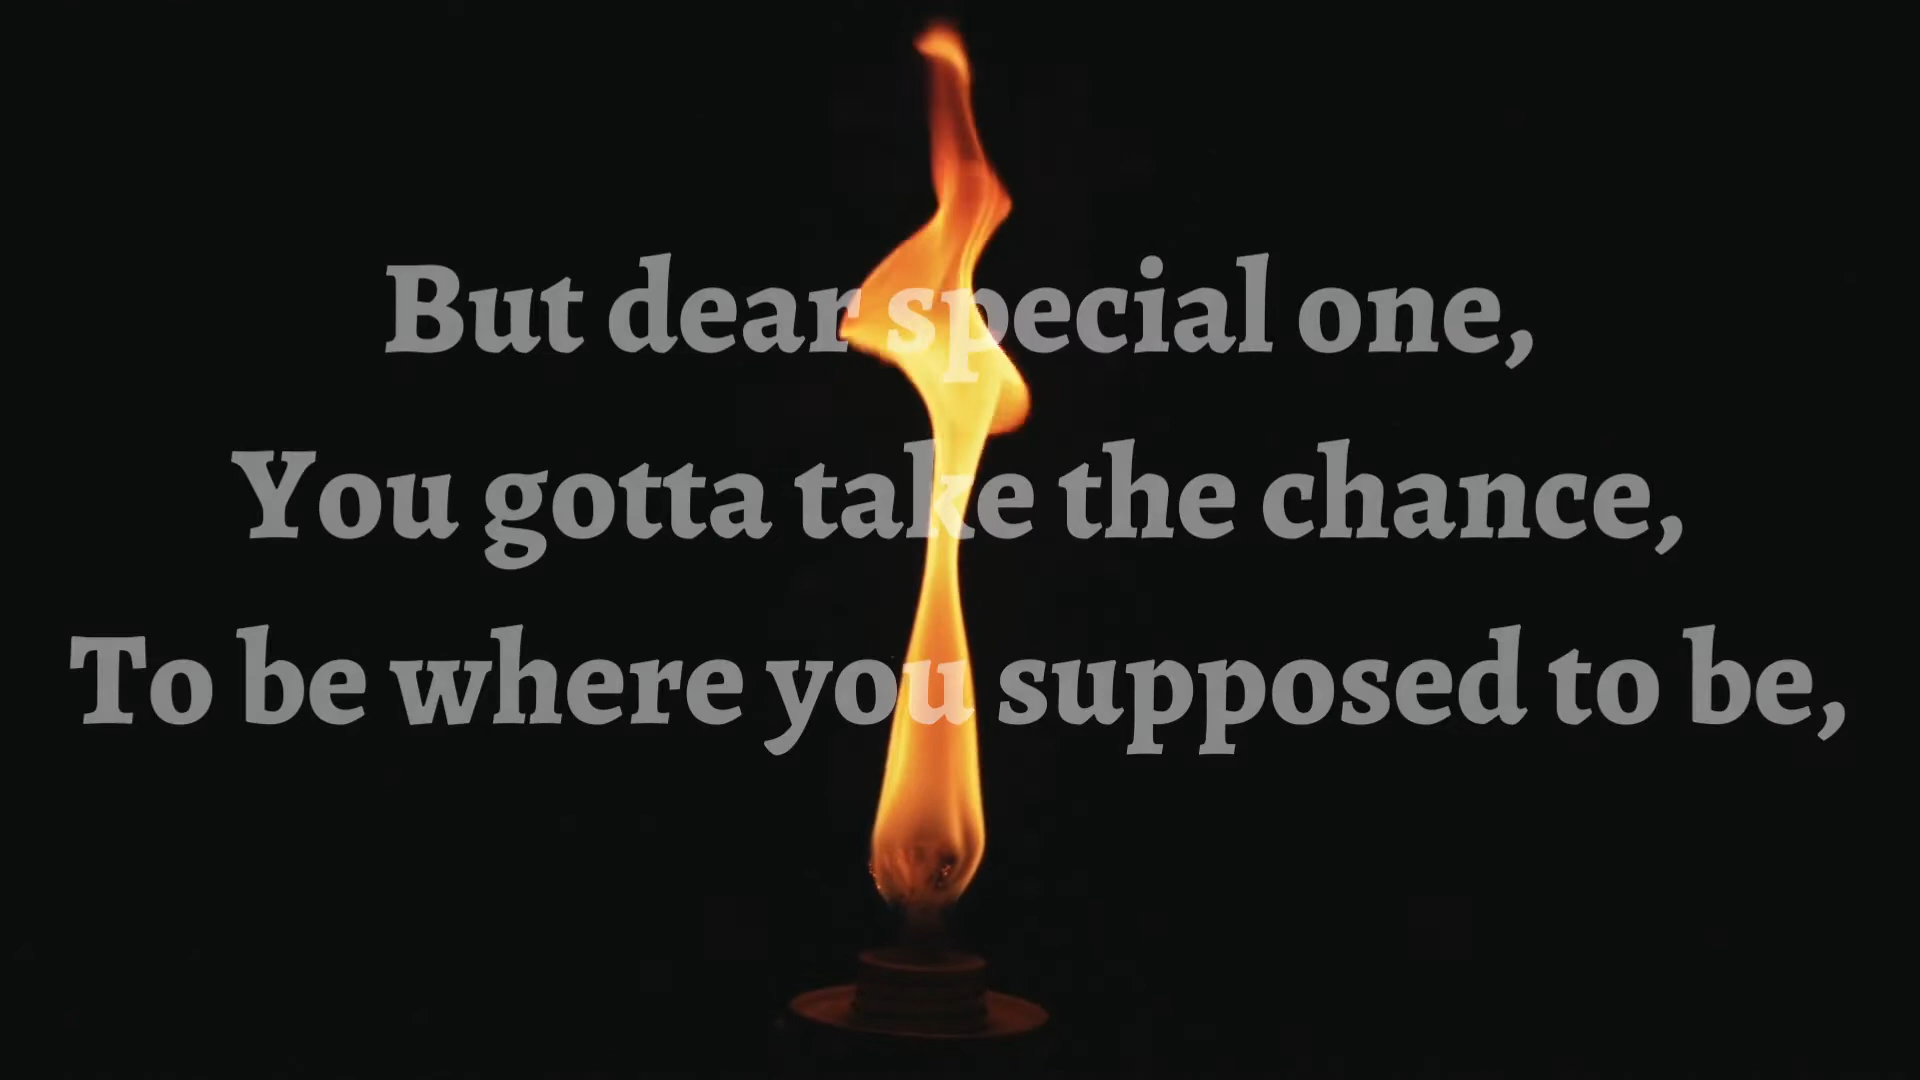 But dear special one,
You gotta take the chance,
To be where you supposed to be,